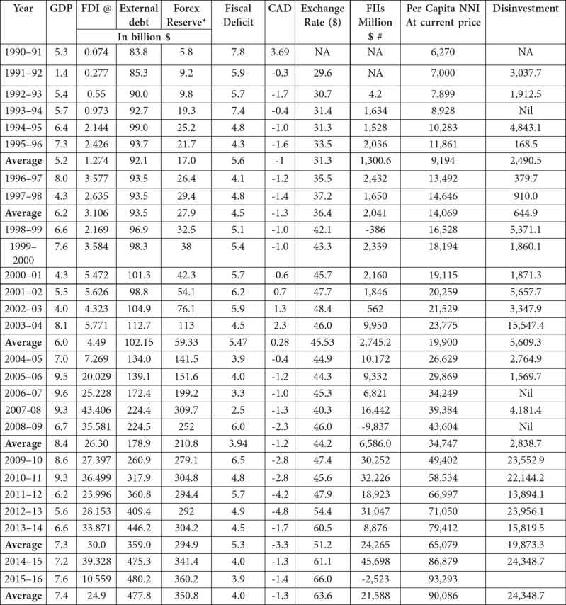 Year GDP FDI @ External debt Forex Reserve* Fiscal Deficit CAD Exchange Rate ($) FIIs Million $ # Per Capita NNI At current price Disinvestment
In billion $
1990–91 5.3 0.074 83.8 5.8 7.8 3.69 NA NA 6,270 NA
1991–92 1.4 0.277 85.3 9.2 5.9 -0.3 29.6 NA 7,000 3,037.7
1992–93 5.4 0.55 90.0 9.8 5.7 -1.7 30.7 4.2 7,899 1,912.5
1993–94 5.7 0.973 92.7 19.3 7.4 -0.4 31.4 1,634 8,928 Nil
1994–95 6.4 2.144 99.0 25.2 4.8 -1.0 31.3 1,528 10,283 4,843.1
1995–96 7.3 2.426 93.7 21.7 4.3 -1.6 33.5 2,036 11,861 168.5
Average 5.2 1.274 92.1 17.0 5.6 -1 31.3 1,300.6 9,194 2,490.5
1996–97 8.0 3.577 93.5 26.4 4.1 -1.2 35.5 2,432 13,492 379.7
1997–98 4.3 2.635 93.5 29.4 4.8 -1.4 37.2 1,650 14,646 910.0
Average 6.2 3.106 93.5 27.9 4.5 -1.3 36.4 2,041 14,069 644.9
1998–99 6.6 2.169 96.9 32.5 5.1 -1.0 42.1 -386 16,528 5,371.1
1999–2000 7.6 3.584 98.3 38 5.4 -1.0 43.3 2,339 18,194 1,860.1
2000–01 4.3 5.472 101.3 42.3 5.7 -0.6 45.7 2,160 19,115 1,871.3
2001–02 5.5 5.626 98.8 54.1 6.2 0.7 47.7 1,846 20,259 5,657.7
2002–03 4.0 4.323 104.9 76.1 5.9 1.3 48.4 562 21,529 3,347.9
2003–04 8.1 5.771 112.7 113 4.5 2.3 46.0 9,950 23,775 15,547.4
Average 6.0 4.49 102.15 59.33 5.47 0.28 45.53 2,745.2 19,900 5,609.3
2004–05 7.0 7.269 134.0 141.5 3.9 -0.4 44.9 10,172 26,629 2,764.9
2005–06 9.5 20.029 139.1 151.6 4.0 -1.2 44.3 9,332 29,869 1,569.7
2006–07 9.6 25.228 172.4 199.2 3.3 -1.0 45.3 6,821 34,249 Nil
2007-08 9.3 43.406 224.4 309.7 2.5 -1.3 40.3 16,442 39,384 4,181.4
2008–09 6.7 35.581 224.5 252 6.0 -2.3 46.0 -9,837 43,604 Nil
Average 8.4 26.30 178.9 210.8 3.94 -1.2 44.2 6,586.0 34,747 2,838.7
2009–10 8.6 27.397 260.9 279.1 6.5 -2.8 47.4 30,252 49,402 23,552.9
2010–11 9.3 36.499 317.9 304.8 4.8 -2.8 45.6 32,226 58,534 22,144.2
2011–12 6.2 23.996 360.8 294.4 5.7 -4.2 47.9 18,923 66,997 13,894.1
2012–13 5.6 28.153 409.4 292 4.9 -4.8 54.4 31,047 71,050 23,956.1
2013–14 6.6 33.871 446.2 304.2 4.5 -1.7 60.5 8,876 79,412 15,819.5
Average 7.3 30.0 359.0 294.9 5.3 -3.3 51.2 24,265 65,079 19,873.3
2014–15 7.2 39.328 475.3 341.4 4.0 -1.3 61.1 45,698 86,879 24,348.7
2015–16 7.6 10.559 480.2 360.2 3.9 -1.4 66.0 -2,523 93,293
Average 7.4 24.9 477.8 350.8 4.0 -1.3 63.6 21,588 90,086 24,348.7